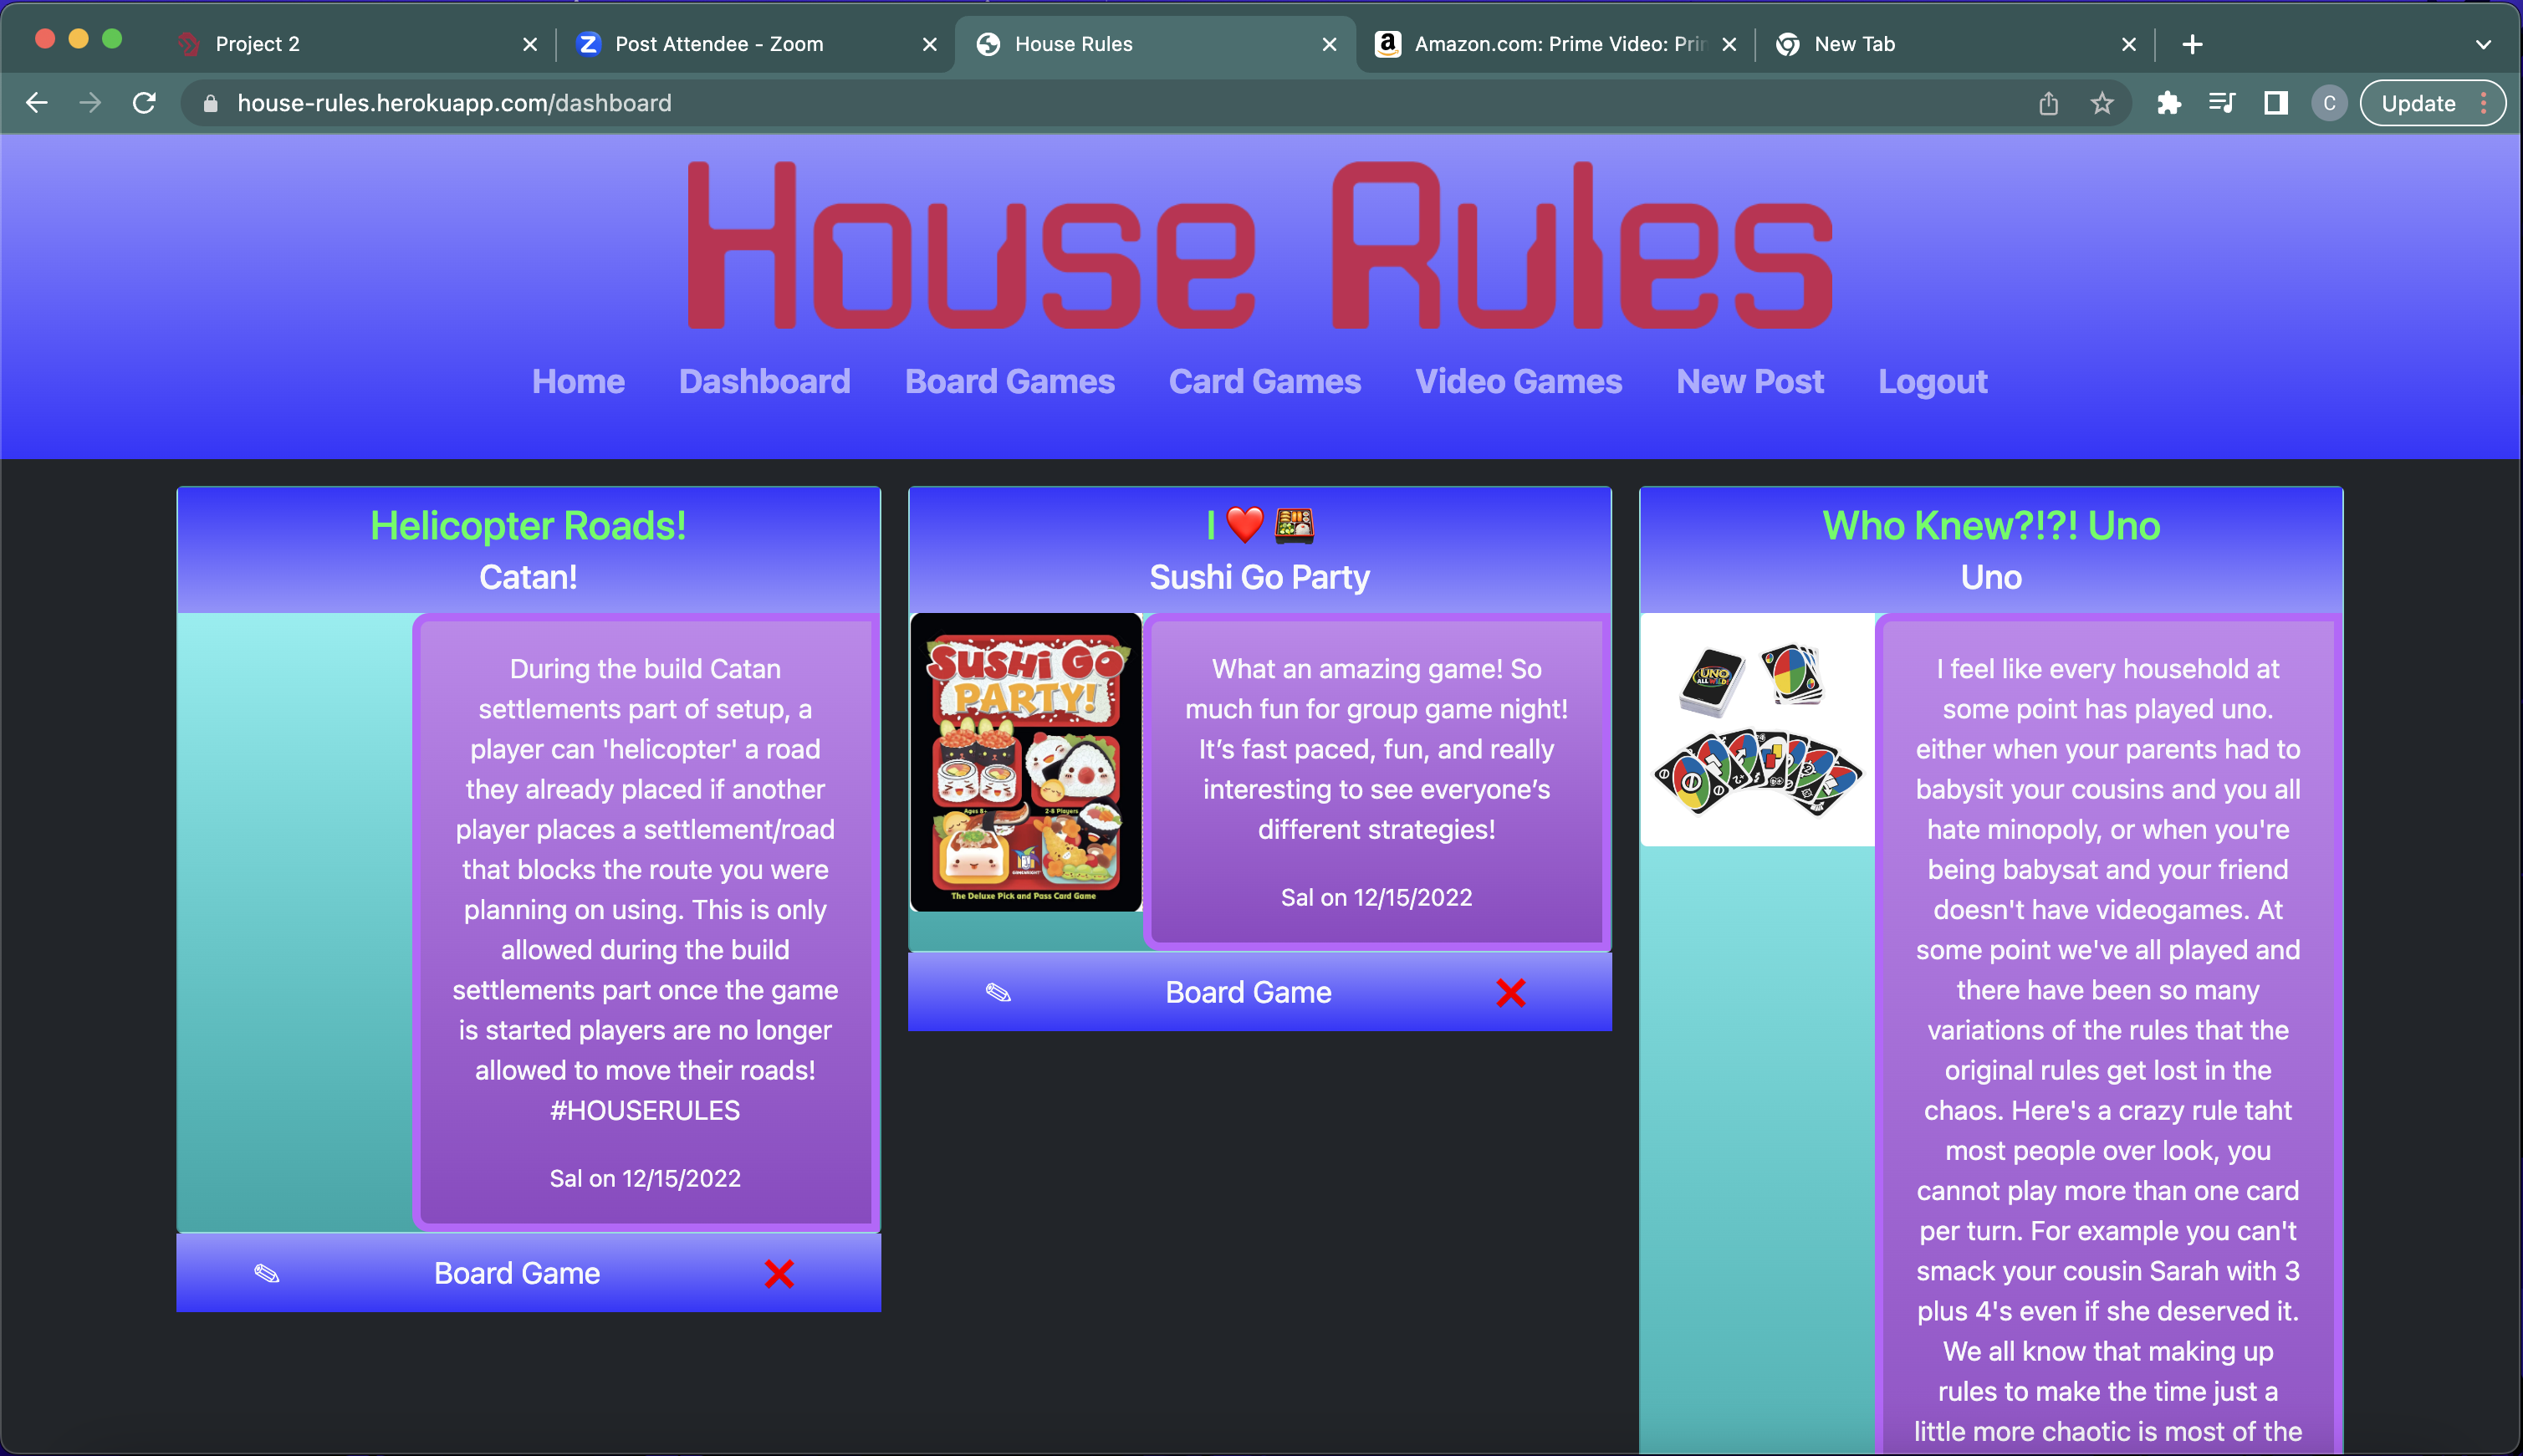 Project 2
Post Attendee - Zoom
House Rules
Amazon.com: Prime Video: Prin
New Tab
house-rules.herokuapp.com/dashboard
C
Update
House Rules
Home
Dashboard
Board Games
Card Games
Video Games
New Post
Logout
Helicopter Roads!
Catan!
During the build Catan
settlements part of setup, a
player can 'helicopter' a road
they already placed if another
player places a settlement/road
that blocks the route you were
planning on using. This is only
allowed during the build
settlements part once the game
is started players are no longer
allowed to move their roads!
#HOUSERULES
Sal on 12/15/2022
✎
Board Game
❌
I ❤️ 🍱
Sushi Go Party
SUSHI GO
PARTY!
Ages 8+
2-8 Players
GAMEWRIGHT
The Deluxe Pick and Pass Card Game
What an amazing game! So
much fun for group game night!
It’s fast paced, fun, and really
interesting to see everyone’s
different strategies!
Sal on 12/15/2022
✎
Board Game
❌
Who Knew?!?! Uno
Uno
UNO
ALL WILD
I feel like every household at
some point has played uno.
either when your parents had to
babysit your cousins and you all
hate minopoly, or when you're
being babysat and your friend
doesn't have videogames. At
some point we've all played and
there have been so many
variations of the rules that the
original rules get lost in the
chaos. Here's a crazy rule taht
most people over look, you
cannot play more than one card
per turn. For example you can't
smack your cousin Sarah with 3
plus 4's even if she deserved it.
We all know that making up
rules to make the time just a
little more chaotic is most of the